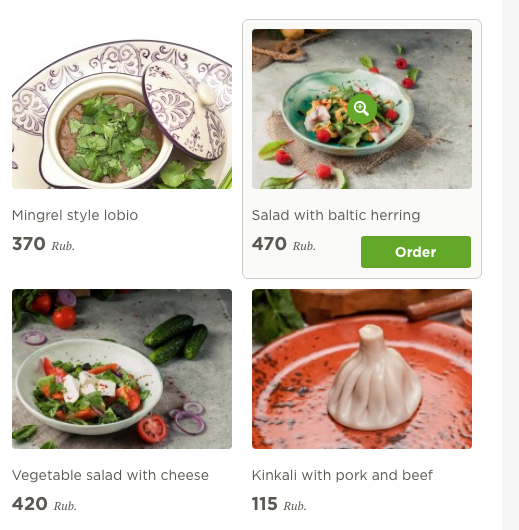 Mingrel style lobio
370 Rub.
Salad with baltic herring
470 Rub.
Order
Vegetable salad with cheese
420 Rub.
Kinkali with pork and beef
115 Rub.